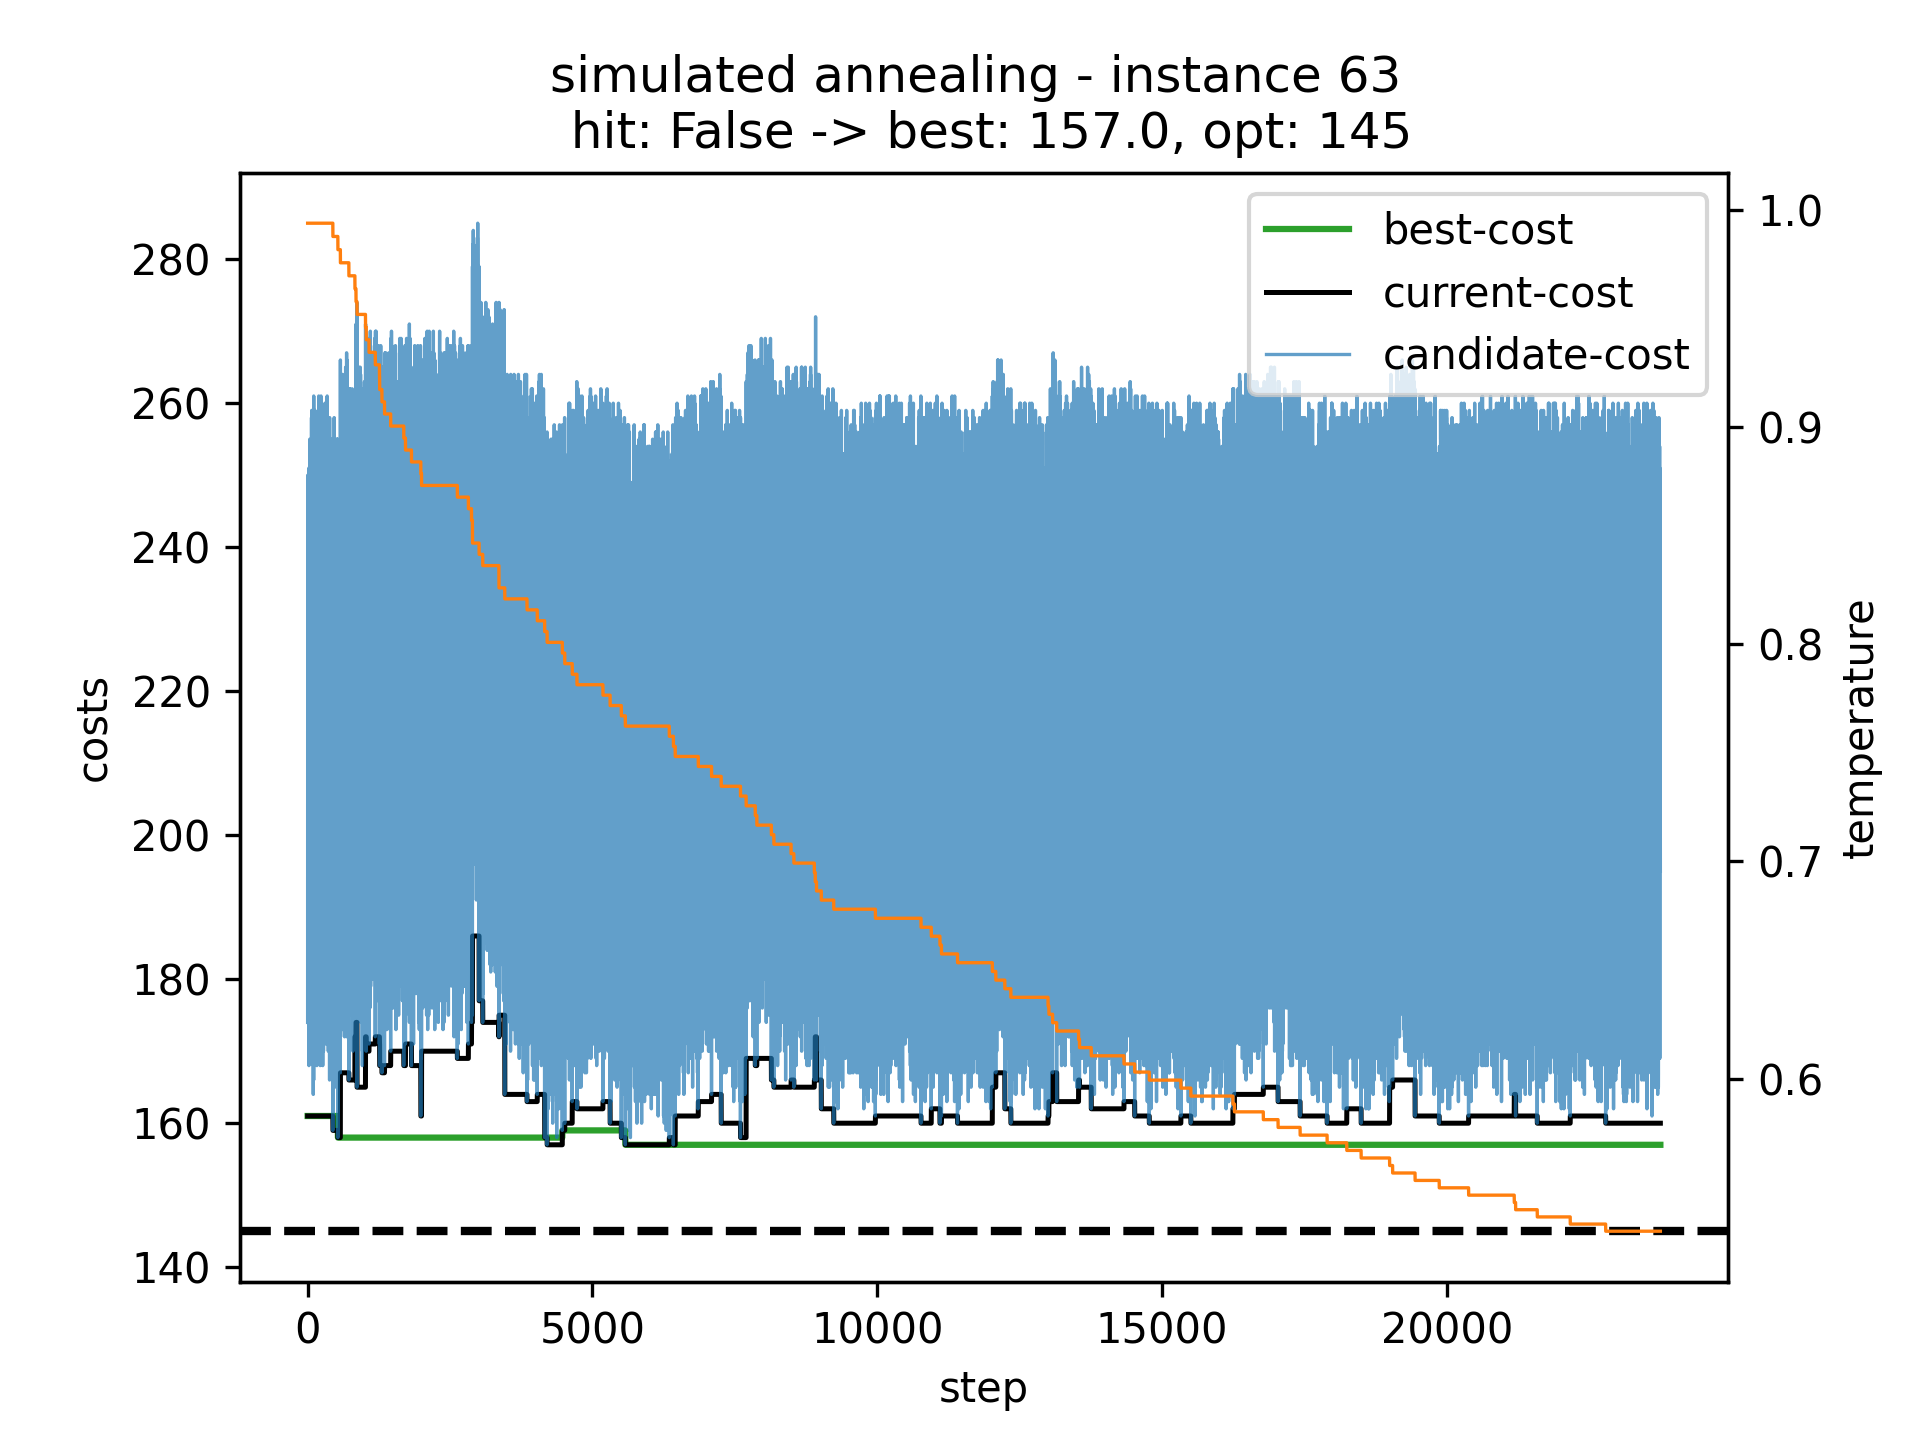 simulated annealing - instance 63
hit: False -> best: 157.0, opt: 145
best-cost
current-cost
candidate-cost
280
260
240
220
200
180
160
140
costs
1.0
0.9
0.8
0.7
0.6
temperature
0
5000
10000
15000
20000
step